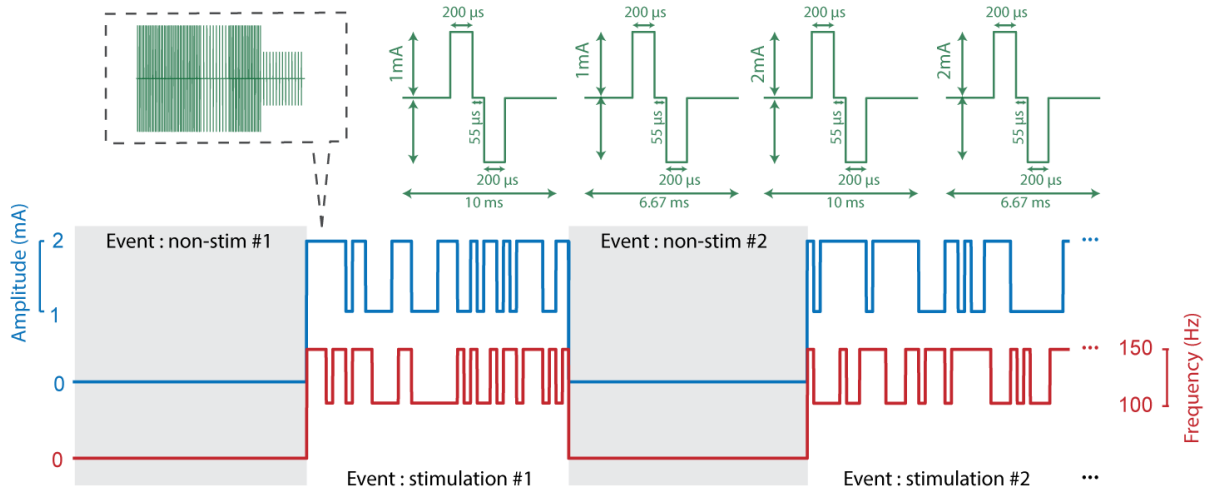 200 µs
200 µs
200 µs
200 µs
1mA
1mA
2mA
2mA
55 µs
55 µs
55 µs
55 µs
200 µs
200 µs
200 µs
200 µs
10 ms
6.67 ms
10 ms
6.67 ms
Amplitude (mA)
2
1
0
0
Event : non-stim #1
Event : non-stim #2
...
...
150
100
Frequency (Hz)
Event : stimulation #1
Event : stimulation #2
...